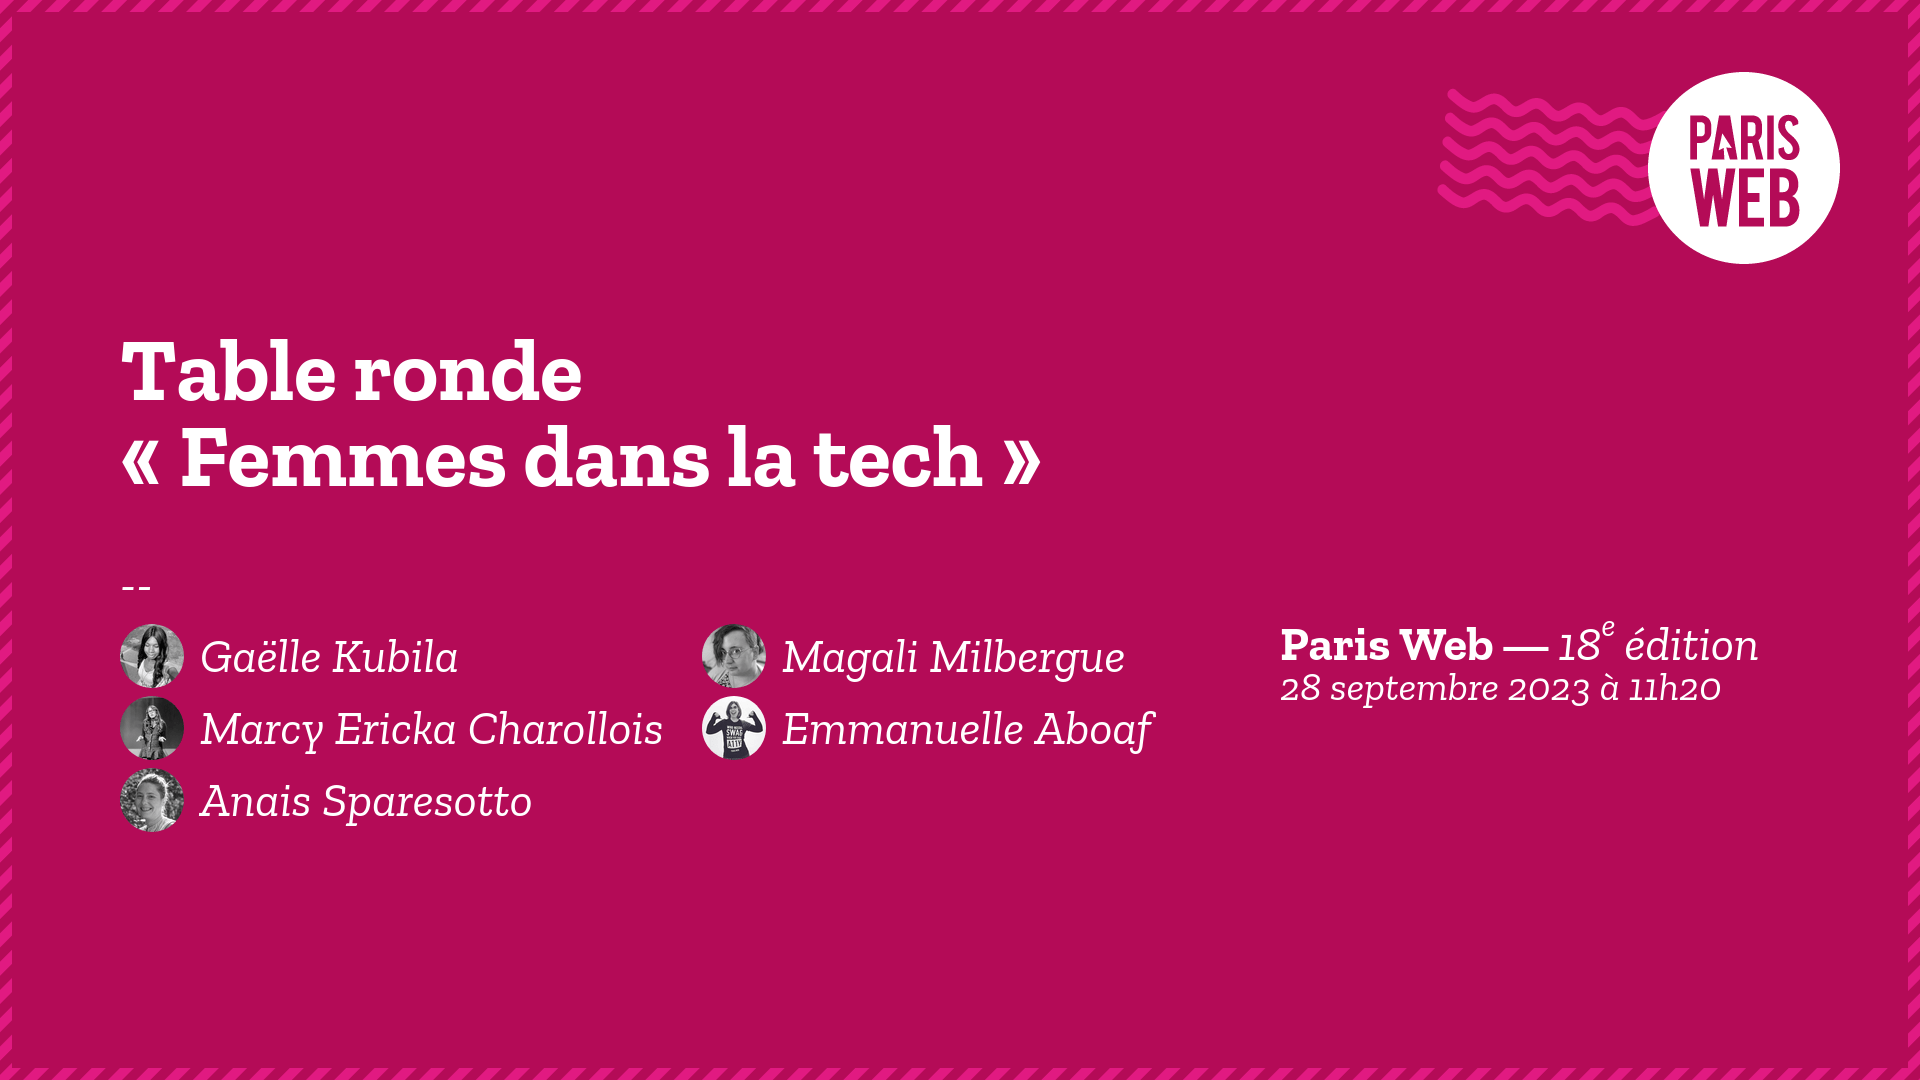 PARIS
WEB
Table ronde
« Femmes dans la tech »
--
Gaëlle Kubila
Marcy Ericka Charollois
Anais Sparesotto
Magali Milbergue
Emmanuelle Aboaf
Paris Web — 18e édition
28 septembre 2023 à 11h20